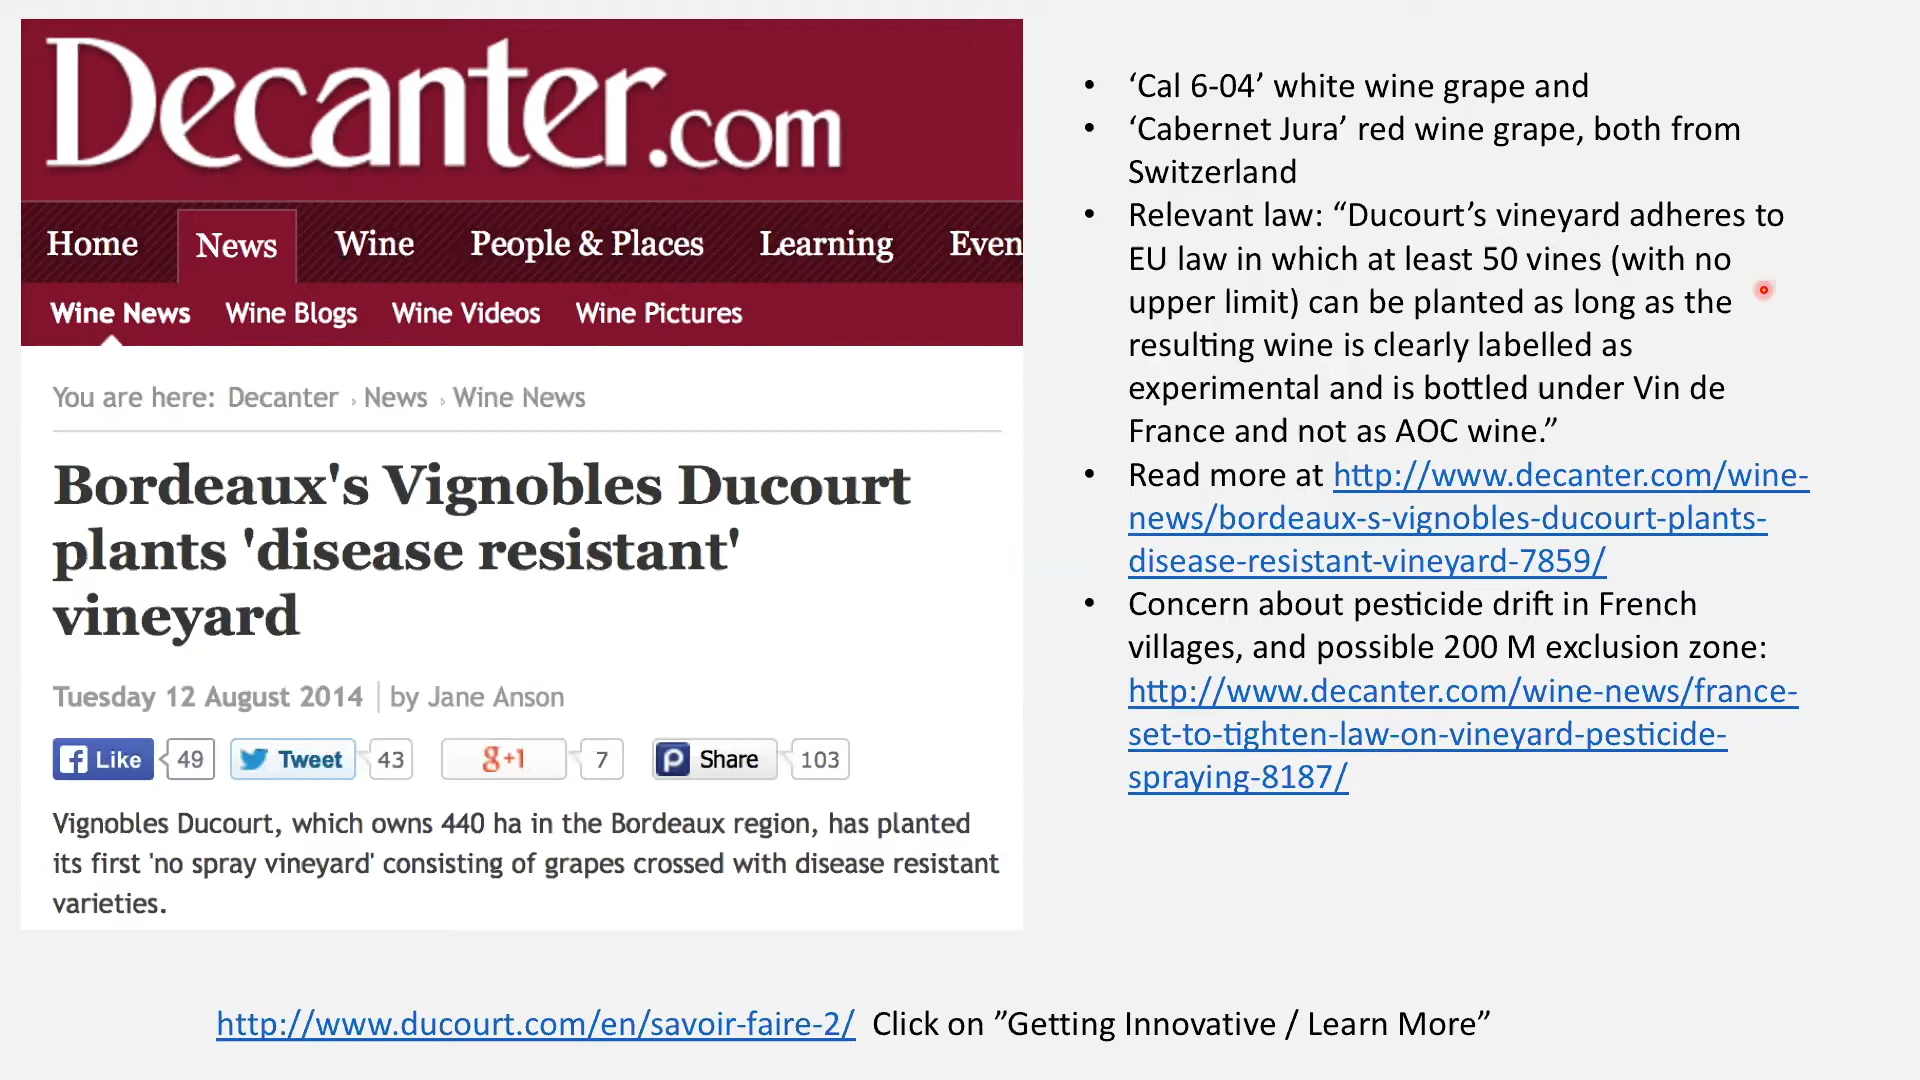 Decanter.com
Home News Wine People & Places Learning Even
Wine News Wine Blogs Wine Videos Wine Pictures
You are here: Decanter › News › Wine News
Bordeaux's Vignobles Ducourt
plants 'disease resistant'
vineyard
Tuesday 12 August 2014 | by Jane Anson
Like 49 Tweet 43 g+1 7 Share 103
Vignobles Ducourt, which owns 440 ha in the Bordeaux region, has planted
its first 'no spray vineyard' consisting of grapes crossed with disease resistant
varieties.
• ‘Cal 6-04’ white wine grape and
• ‘Cabernet Jura’ red wine grape, both from
Switzerland
• Relevant law: “Ducourt’s vineyard adheres to
EU law in which at least 50 vines (with no
upper limit) can be planted as long as the
resulting wine is clearly labelled as
experimental and is bottled under Vin de
France and not as AOC wine.”
• Read more at http://www.decanter.com/wine-
news/bordeaux-s-vignobles-ducourt-plants-
disease-resistant-vineyard-7859/
• Concern about pesticide drift in French
villages, and possible 200 M exclusion zone:
http://www.decanter.com/wine-news/france-
set-to-tighten-law-on-vineyard-pesticide-
spraying-8187/
http://www.ducourt.com/en/savoir-faire-2/ Click on ”Getting Innovative / Learn More”